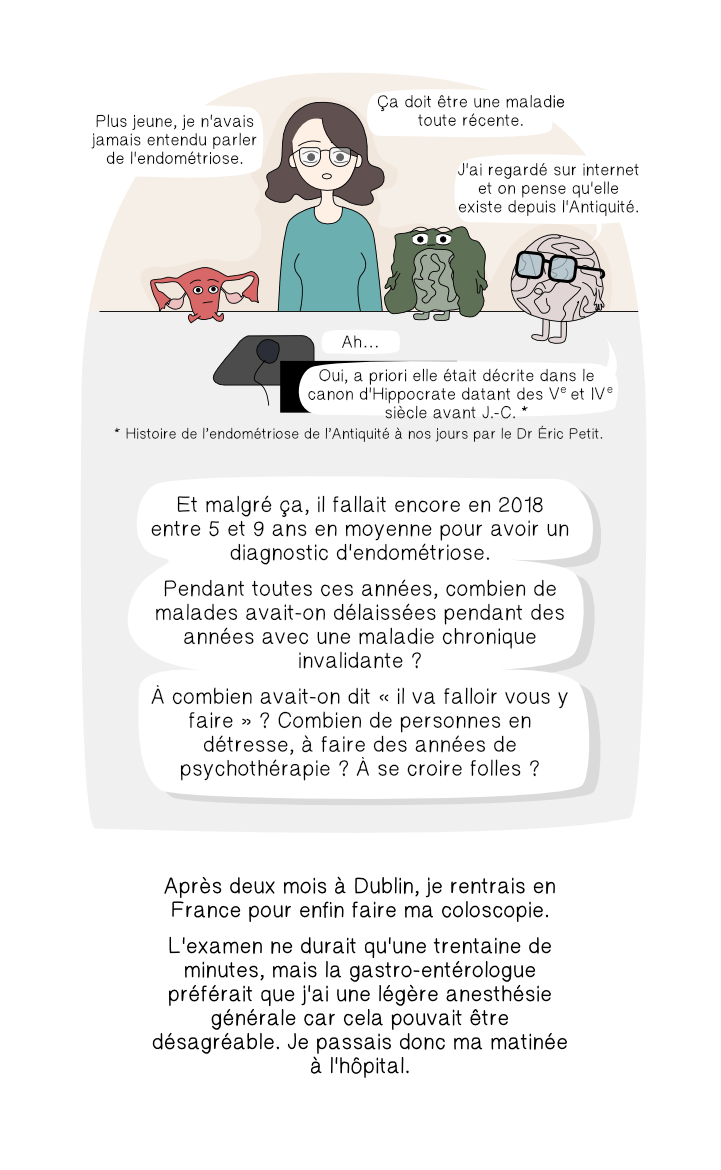 Plus jeune, je n'avais
jamais entendu parler
de l'endométriose.
Ça doit être une maladie
toute récente.
J'ai regardé sur internet
et on pense qu'elle
existe depuis l'Antiquité.
Ah...
Oui, a priori elle était décrite dans le
canon d'Hippocrate datant des Ve et IVe
siècle avant J.-C. *
* Histoire de l'endométriose de l'Antiquité à nos jours par le Dr Éric Petit.
Et malgré ça, il fallait encore en 2018
entre 5 et 9 ans en moyenne pour avoir un
diagnostic d'endométriose.
Pendant toutes ces années, combien de
malades avait-on délaissées pendant des
années avec une maladie chronique
invalidante ?
À combien avait-on dit « il va falloir vous y
faire » ? Combien de personnes en
détresse, à faire des années de
psychothérapie ? À se croire folles ?
Après deux mois à Dublin, je rentrais en
France pour enfin faire ma coloscopie.
L'examen ne durait qu'une trentaine de
minutes, mais la gastro-entérologue
préférait que j'ai une légère anesthésie
générale car cela pouvait être
désagréable. Je passais donc ma matinée
à l'hôpital.